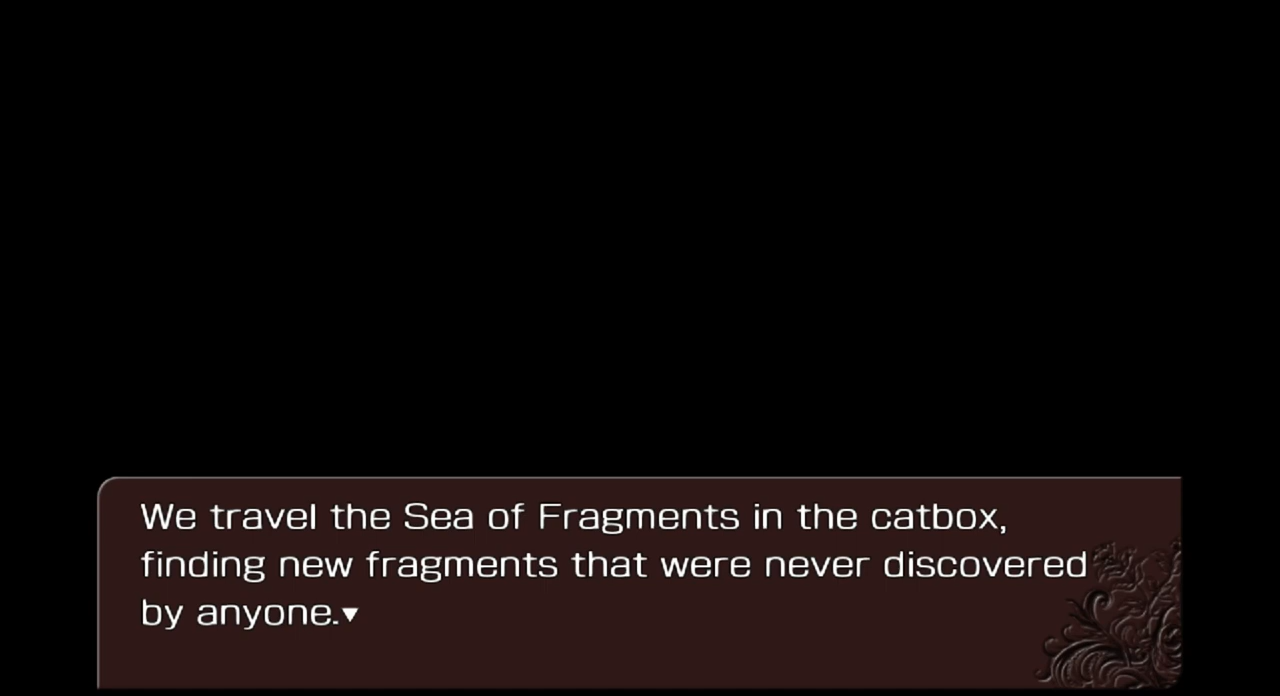 We travel the Sea of Fragments in the catbox,
finding new fragments that were never discovered
by anyone.▼